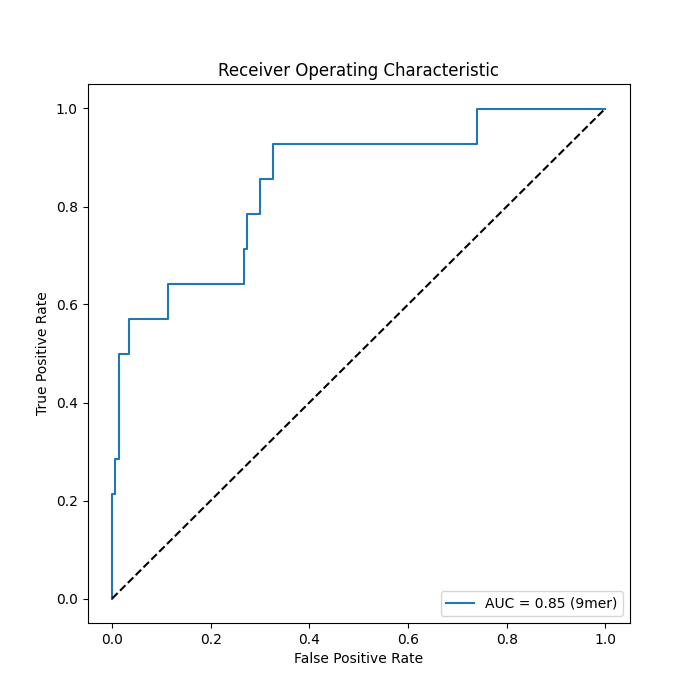 Receiver Operating Characteristic
1.0
0.8
0.6
0.4
0.2
0.0
True Positive Rate
AUC = 0.85 (9mer)
0.0 0.2 0.4 0.6 0.8 1.0
False Positive Rate